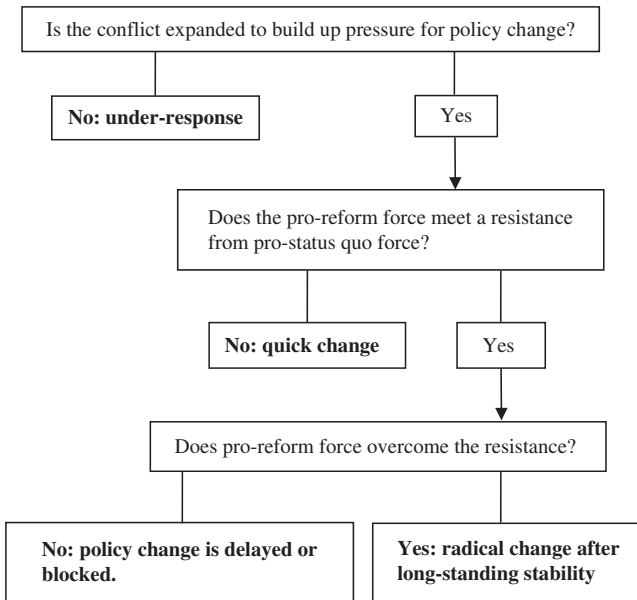 Is the conflict expanded to build up pressure for policy change?
No: under-response
Yes
Does the pro-reform force meet a resistance
from pro-status quo force?
No: quick change
Yes
Does pro-reform force overcome the resistance?
No: policy change is delayed or
blocked.
Yes: radical change after
long-standing stability